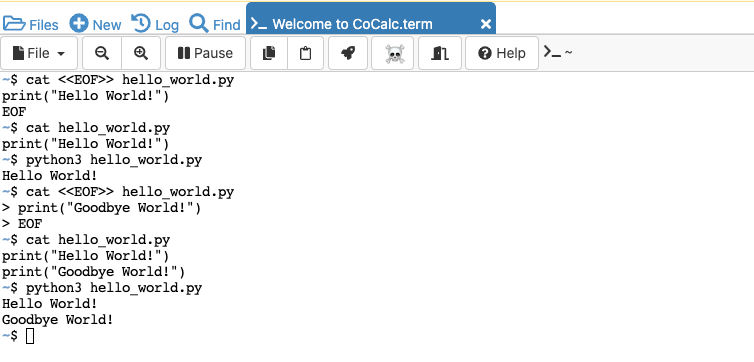 Files New Log Find >_ Welcome to CoCalc.term ×
File Pause Help >_ ~
~$ cat <<EOF>> hello_world.py
print("Hello World!")
EOF
~$ cat hello_world.py
print("Hello World!")
~$ python3 hello_world.py
Hello World!
~$ cat <<EOF>> hello_world.py
> print("Goodbye World!")
> EOF
~$ cat hello_world.py
print("Hello World!")
print("Goodbye World!")
~$ python3 hello_world.py
Hello World!
Goodbye World!
~$